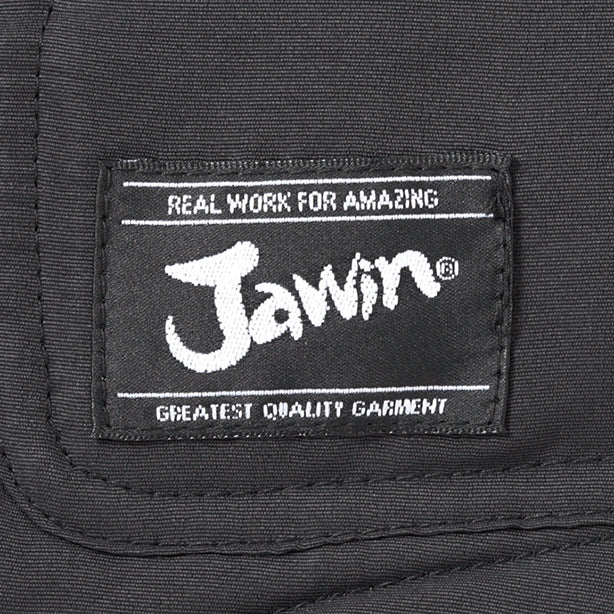 REAL WORK FOR AMAZING
Jawin®
GREATEST QUALITY GARMENT